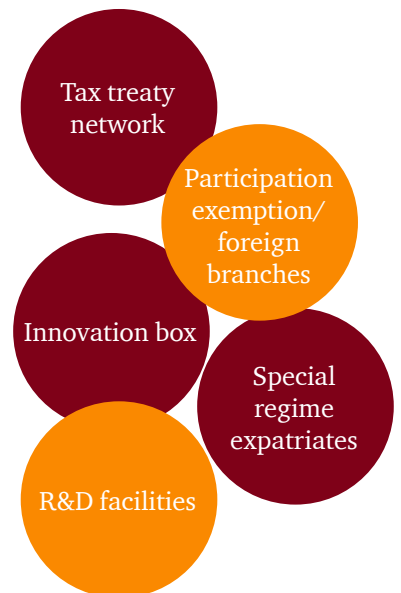 Tax treaty
network
Participation
exemption/
foreign
branches
Innovation box
Special
regime
expatriates
R&D facilities